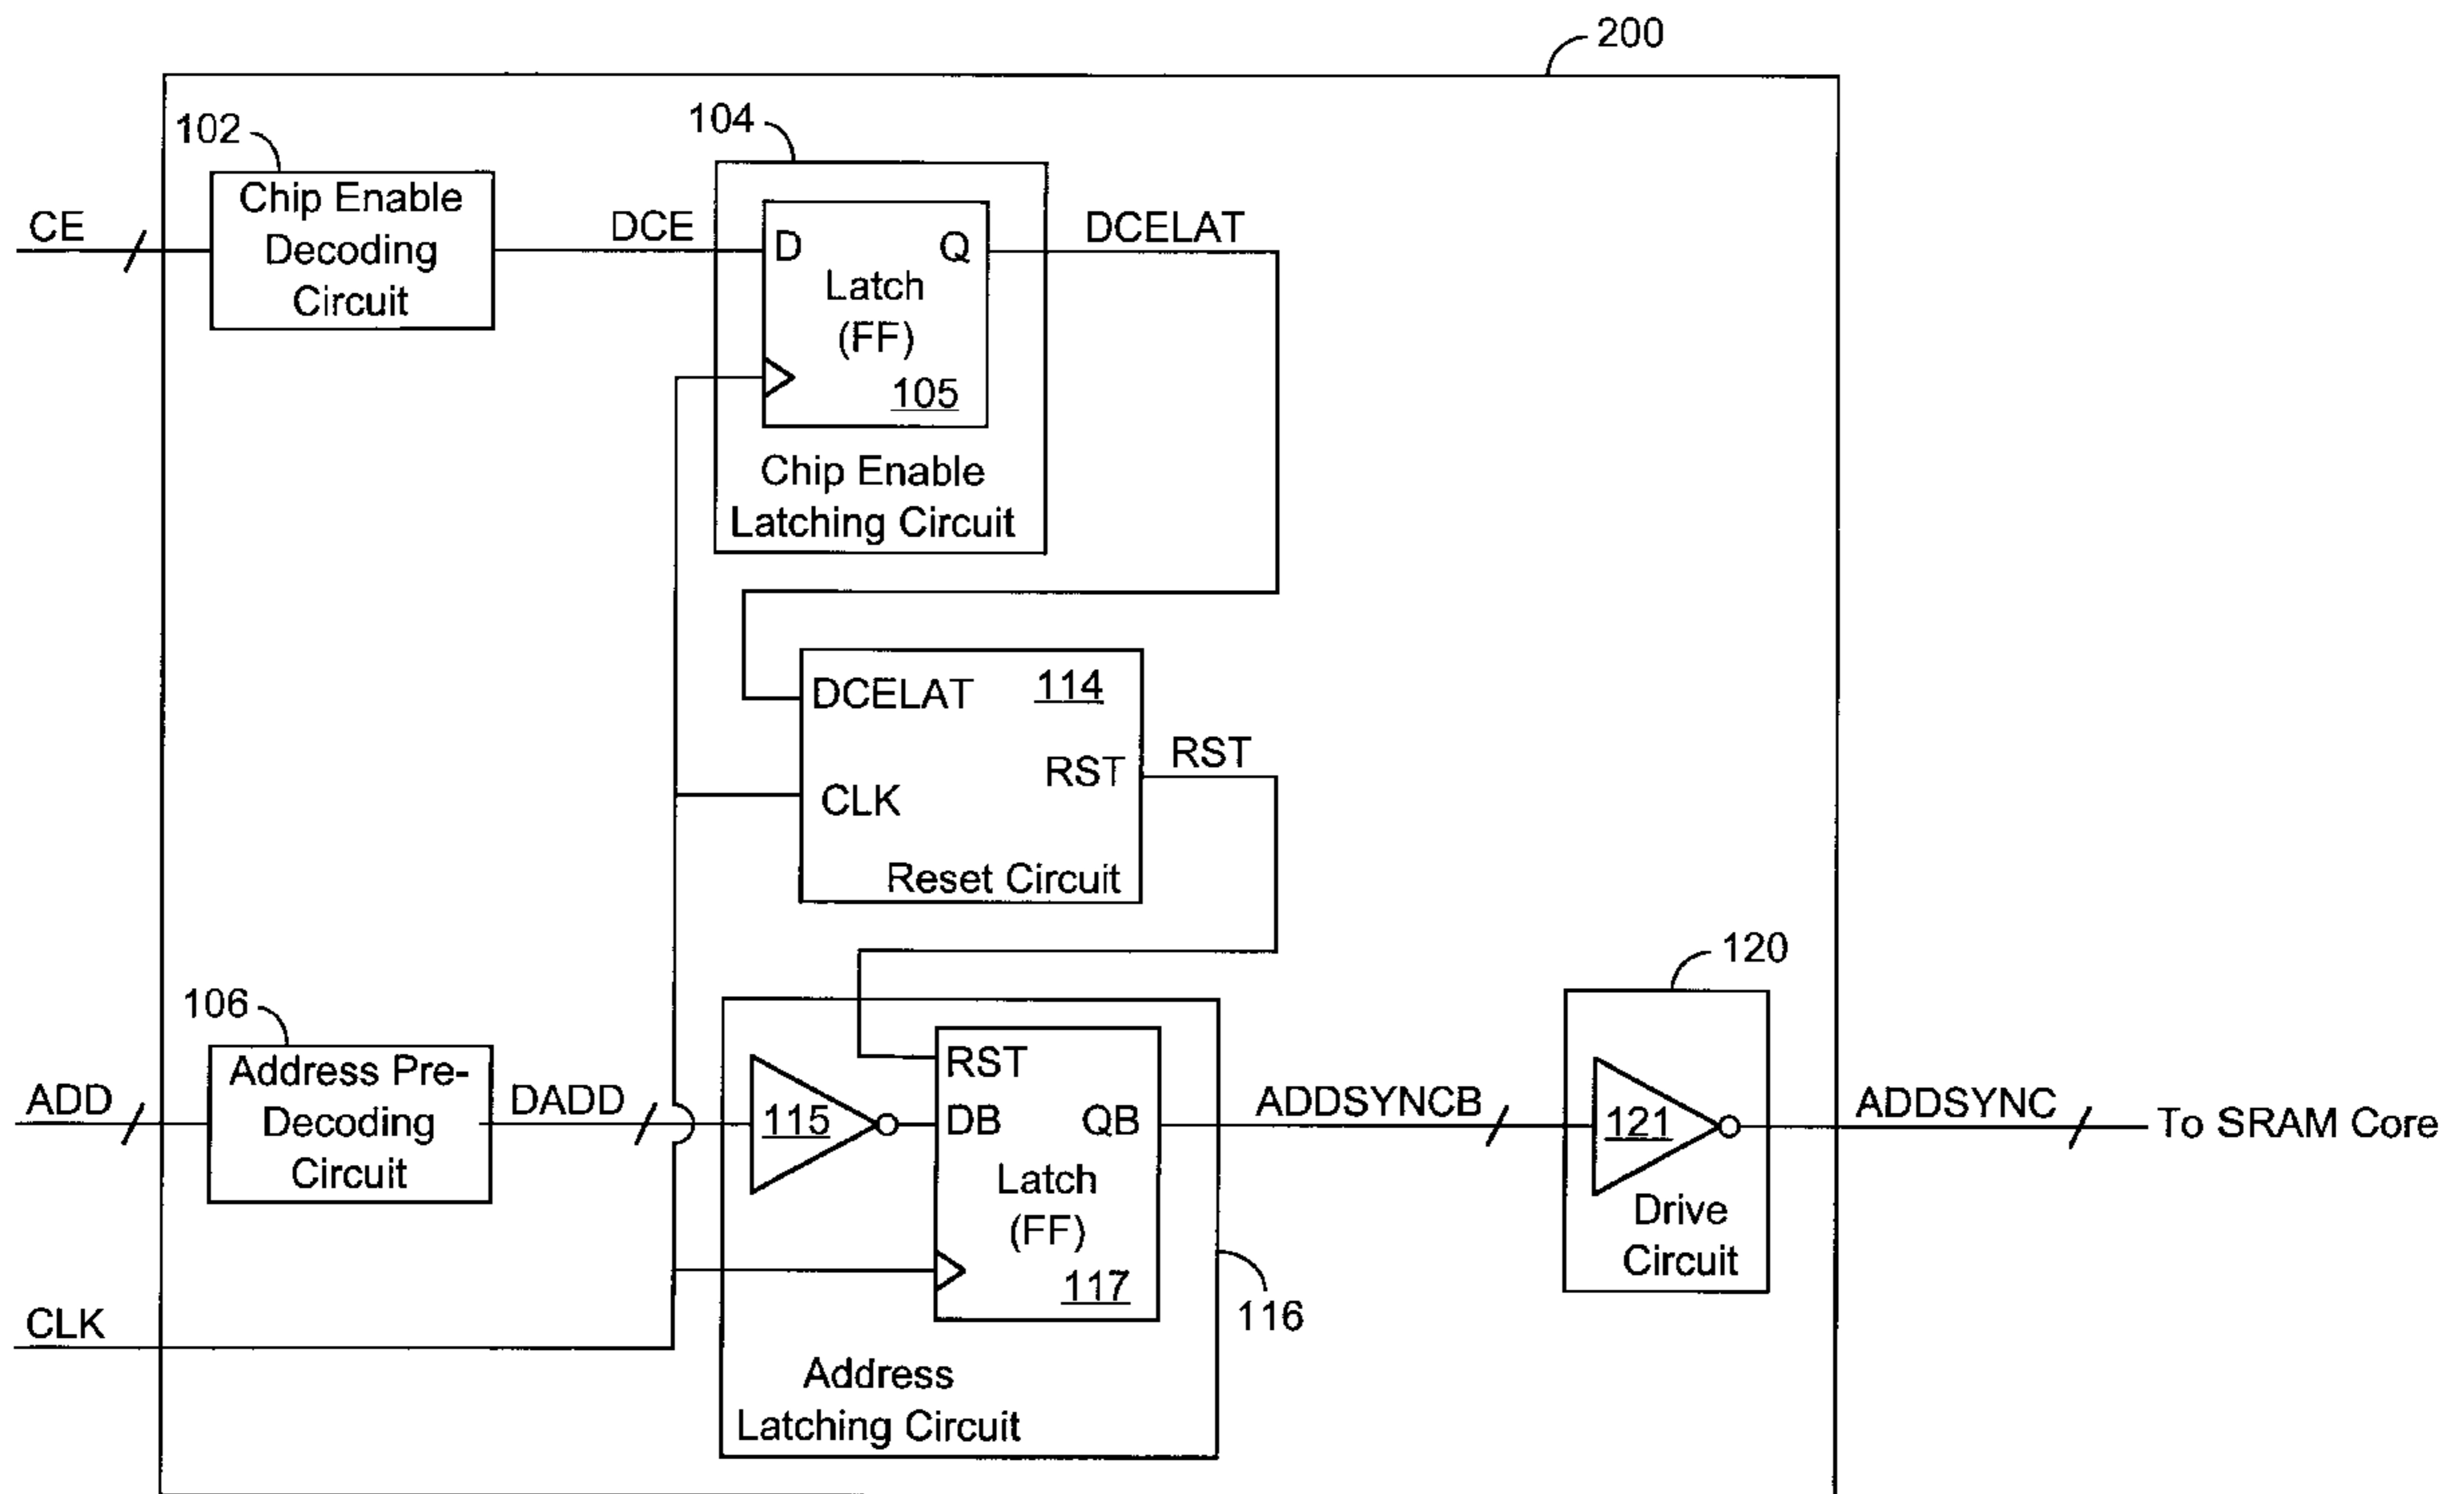 200
102
104
Chip Enable
Decoding
Circuit
CE
DCE
D
Q
DCELAT
Latch
(FF)
105
Chip Enable
Latching Circuit
DCELAT
114
CLK
RST
RST
Reset Circuit
106
120
Address Pre-
Decoding
Circuit
ADD
DADD
115
RST
DB
QB
Latch
(FF)
117
ADDSYNCB
121
Drive
Circuit
ADDSYNC
To SRAM Core
116
CLK
Address
Latching Circuit